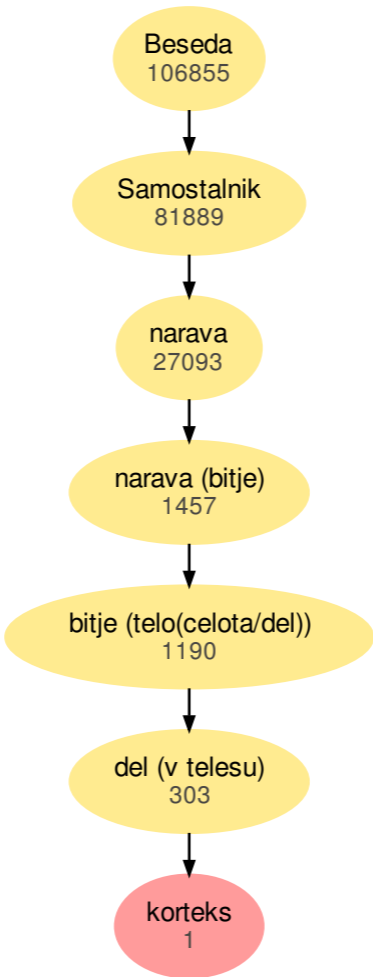 Beseda
106855
Samostalnik
81889
narava
27093
narava (bitje)
1457
bitje (telo(celota/del))
1190
del (v telesu)
303
korteks
1